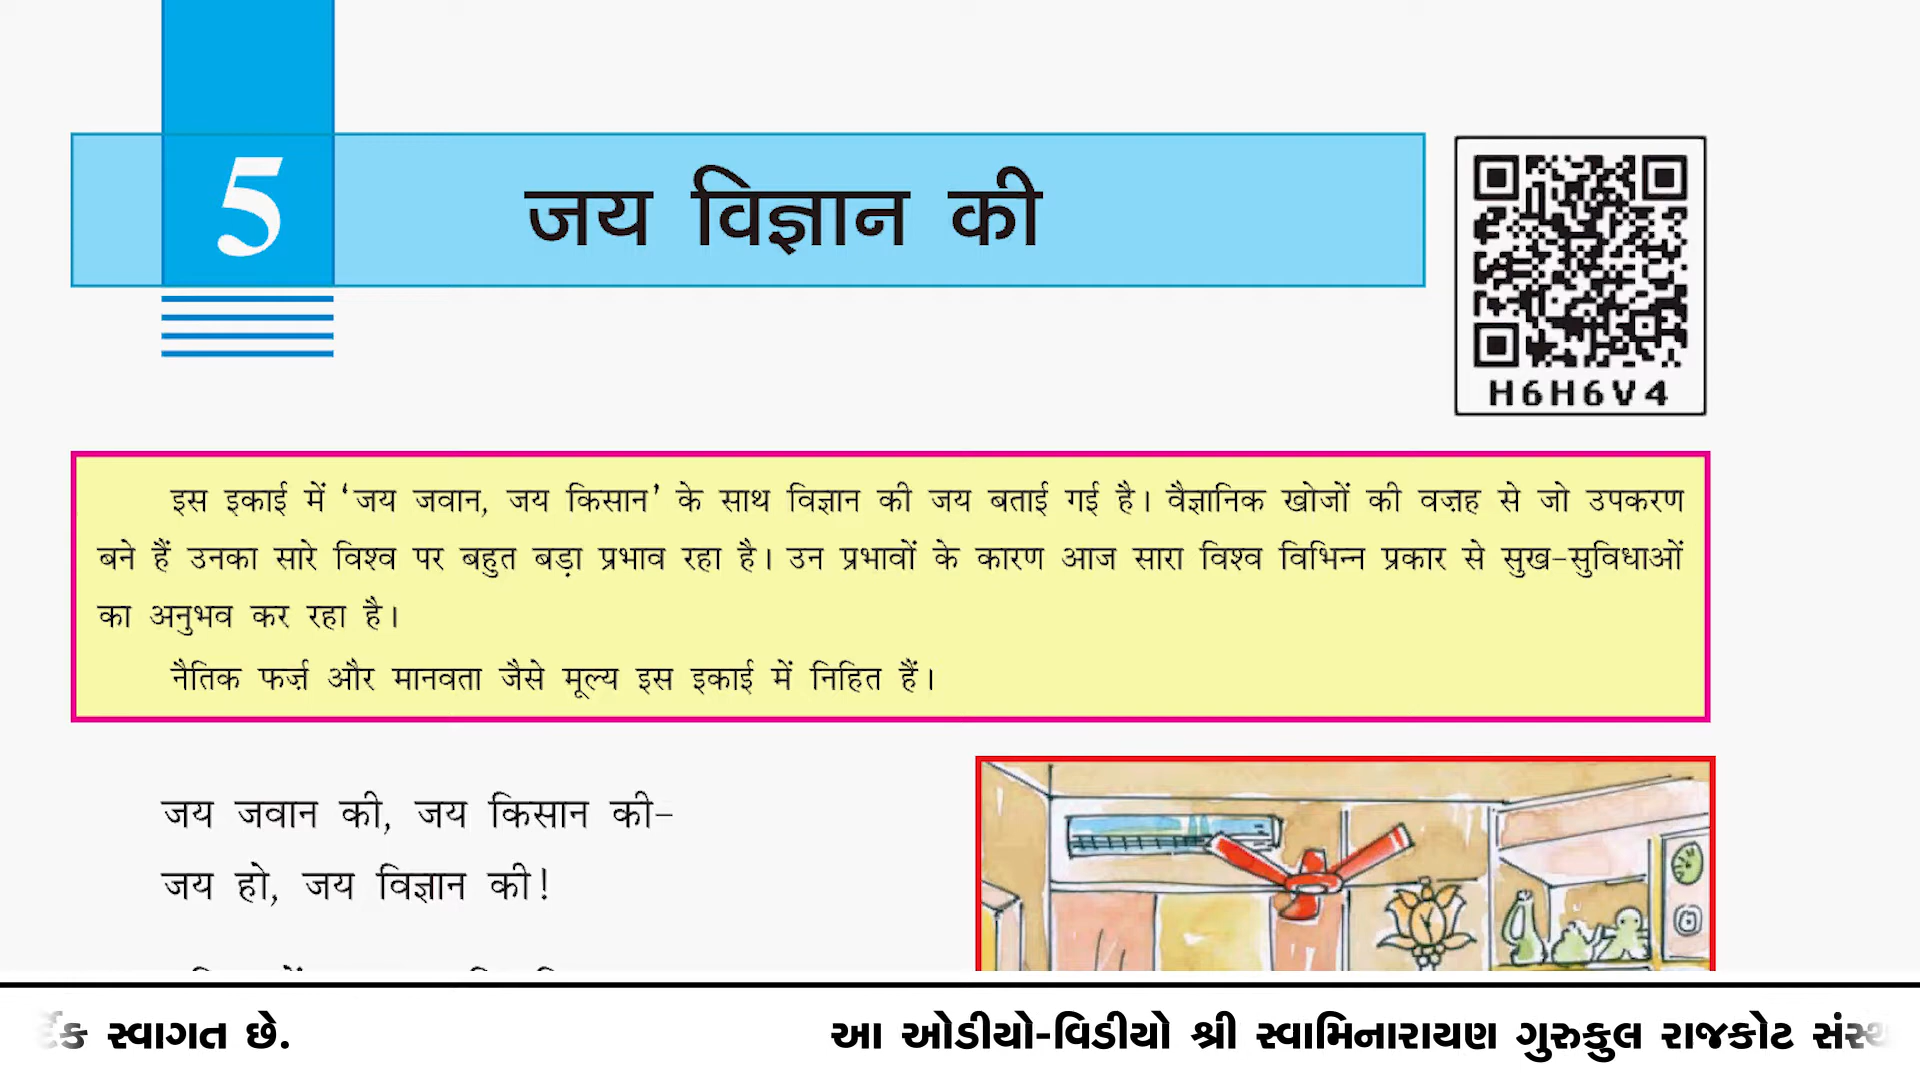 5
जय विज्ञान की
H6H6V4
इस इकाई में ‘जय जवान, जय किसान’ के साथ विज्ञान की जय बताई गई है। वैज्ञानिक खोजों की वज़ह से जो उपकरण
बने हैं उनका सारे विश्व पर बहुत बड़ा प्रभाव रहा है। उन प्रभावों के कारण आज सारा विश्व विभिन्न प्रकार से सुख-सुविधाओं
का अनुभव कर रहा है।
नैतिक फर्ज़ और मानवता जैसे मूल्य इस इकाई में निहित हैं।
जय जवान की, जय किसान की-
जय हो, जय विज्ञान की!
સ્વાગત છે. આ ઓડીયો-વિડીયો શ્રી સ્વામિનારાયણ ગુરુકુલ રાજકોટ